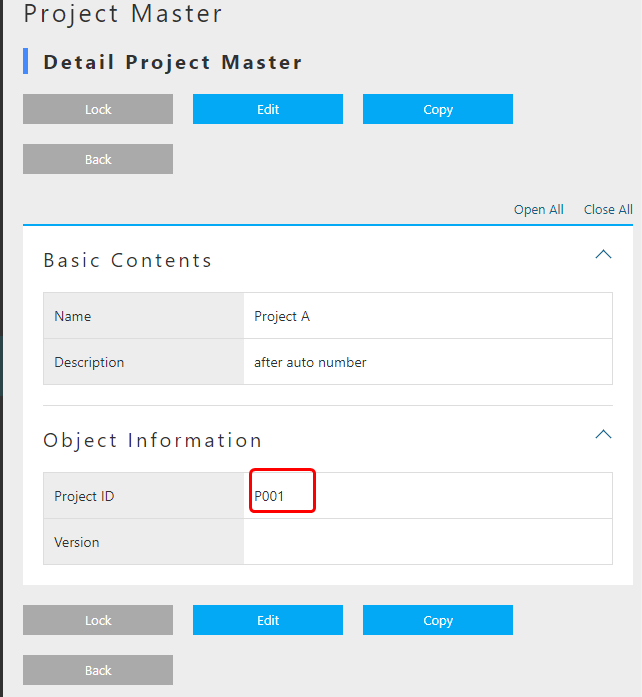 Project Master
Detail Project Master
Lock Edit Copy
Back
Open All Close All
Basic Contents
Name Project A
Description after auto number
Object Information
Project ID P001
Version
Lock Edit Copy
Back